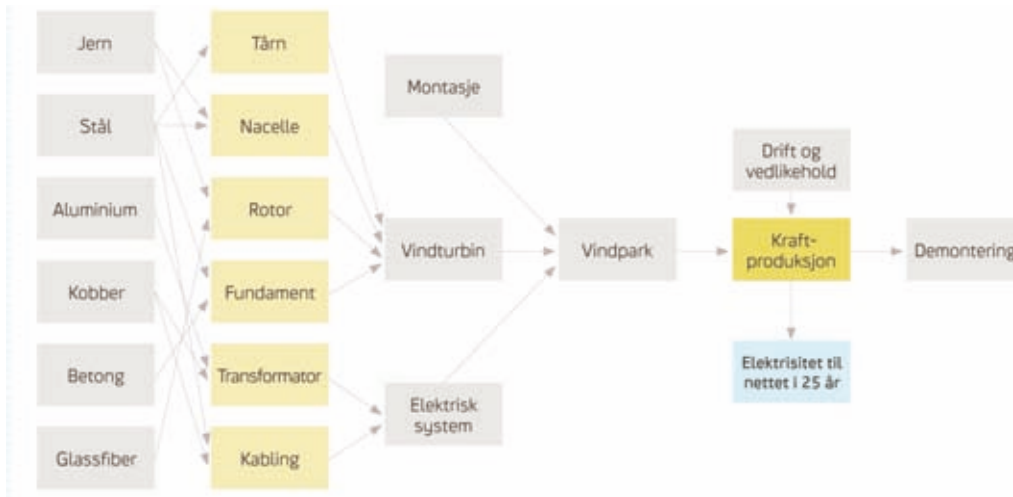 Jern
Stål
Aluminium
Kobber
Betong
Glassfiber
Tårn
Nacelle
Rotor
Fundament
Transformator
Kabling
Montasje
Vindturbin
Elektrisk
system
Vindpark
Drift og
vedlikehold
Kraft-
produksjon
Elektrisitet til
nettet i 25 år
Demontering